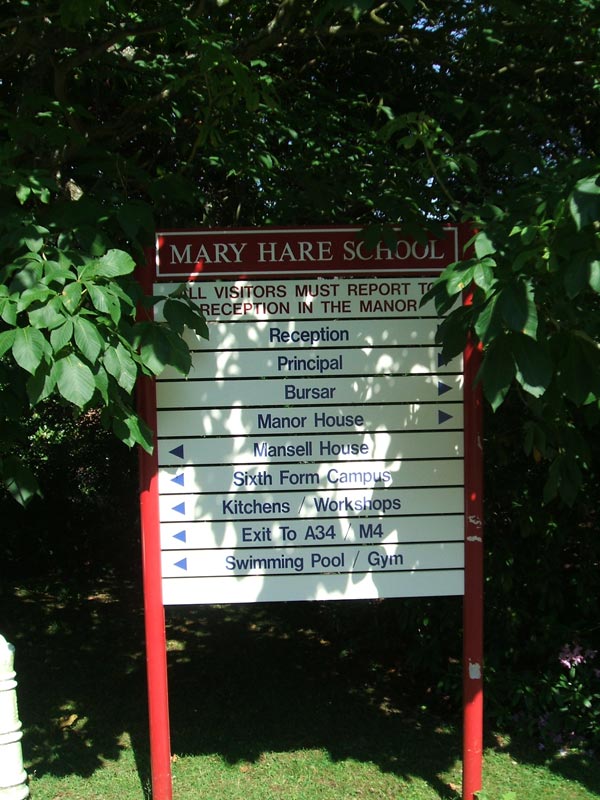 MARY HARE SCHOOL
ALL VISITORS MUST REPORT TO
RECEPTION IN THE MANOR
Reception
Principal
Bursar
Manor House
Mansell House
Sixth Form Campus
Kitchens / Workshops
Exit To A34 / M4
Swimming Pool / Gym